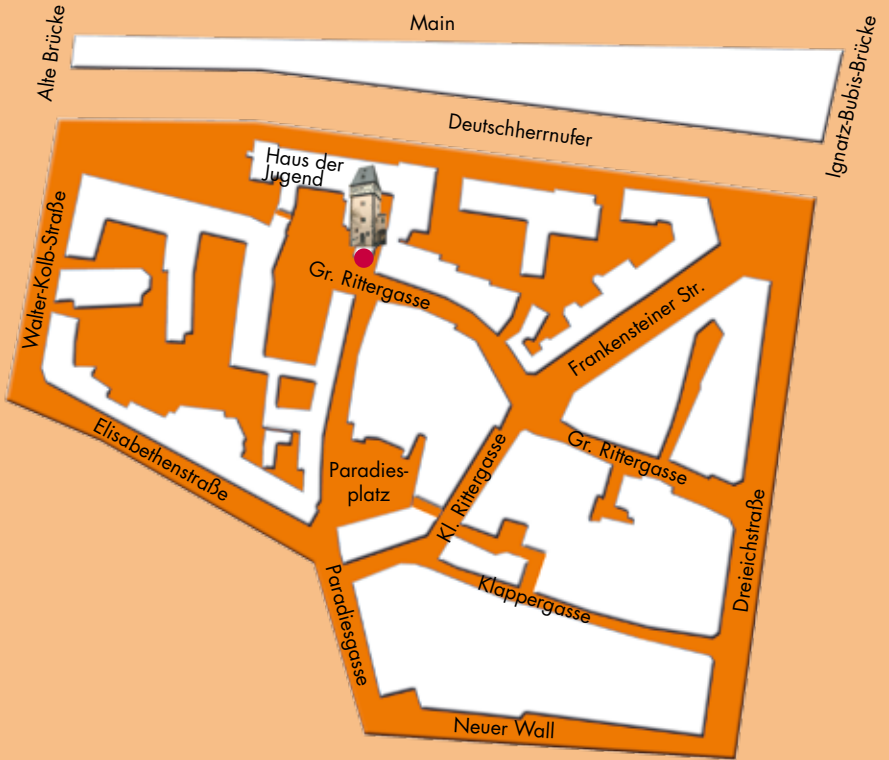 Main
Alte Brücke
Ignatz-Bubis-Brücke
Deutschherrnufer
Haus der
Jugend
Walter-Kolb-Straße
Gr. Rittergasse
Frankensteiner Str.
Elisabethenstraße
Paradies-
platz
Kl. Rittergasse
Gr. Rittergasse
Dreieichstraße
Paradiesgasse
Klappergasse
Neuer Wall